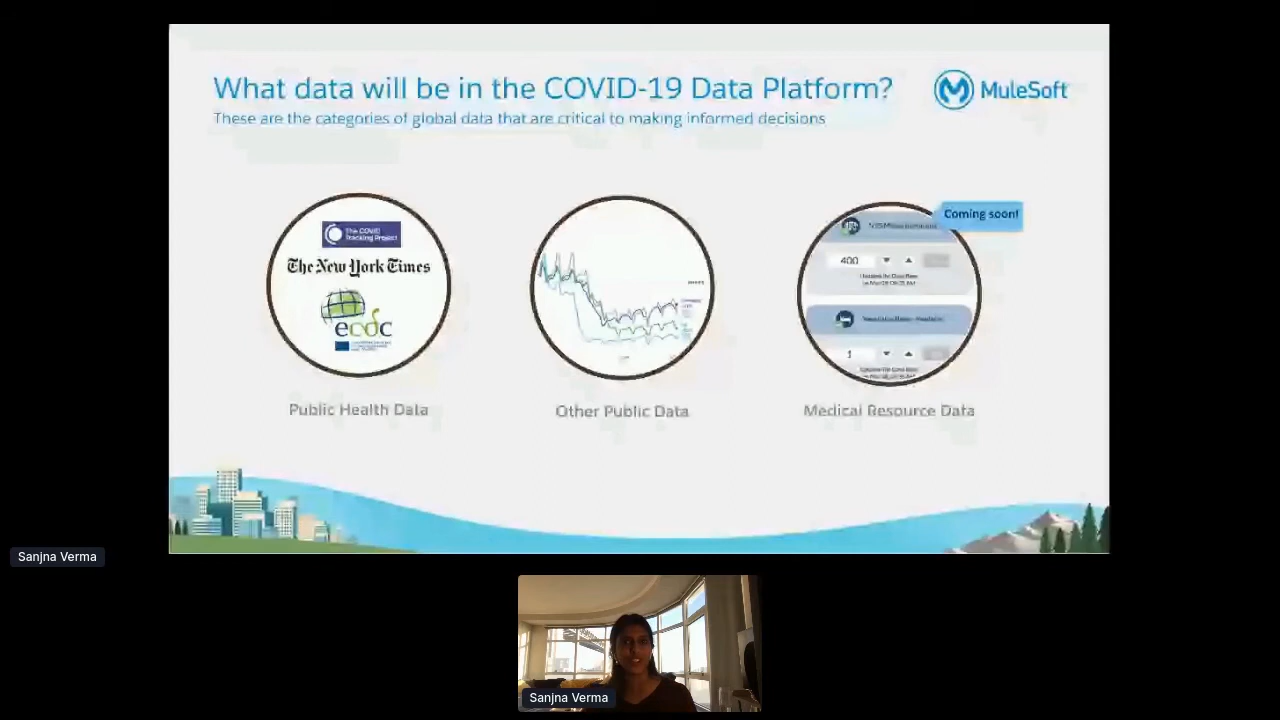 What data will be in the COVID-19 Data Platform?
These are the categories of global data that are critical to making informed decisions
MuleSoft
The COVID
Tracking Project
The New York Times
ecdc
Coming soon!
400
1
Public Health Data
Other Public Data
Medical Resource Data
Sanjna Verma
Sanjna Verma